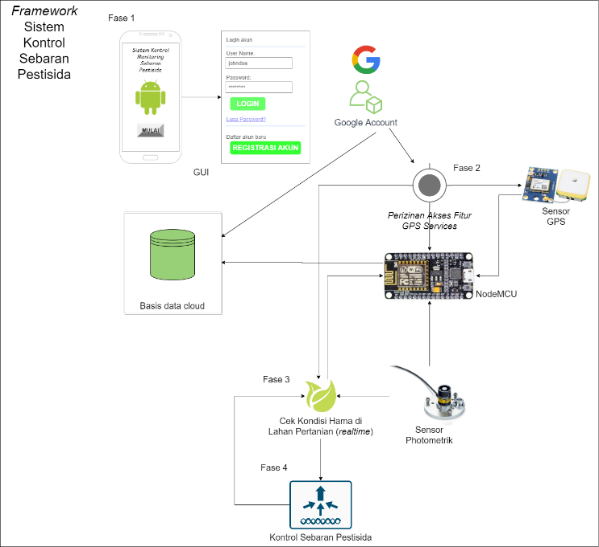 Framework
Sistem
Kontrol
Sebaran
Pestisida
Fase 1
Sistem Kontrol
Monitoring
Sebaran
Pestisida
MULAI
Login akun
User Name:
johndoe
Password:
********
LOGIN
Lupa Password?
Daftar akun baru
REGISTRASI AKUN
GUI
Google Account
Fase 2
Perizinan Akses Fitur
GPS Services
Sensor
GPS
Basis data cloud
NodeMCU
Fase 3
Cek Kondisi Hama di
Lahan Pertanian (realtime)
Sensor
Photometrik
Fase 4
Kontrol Sebaran Pestisida